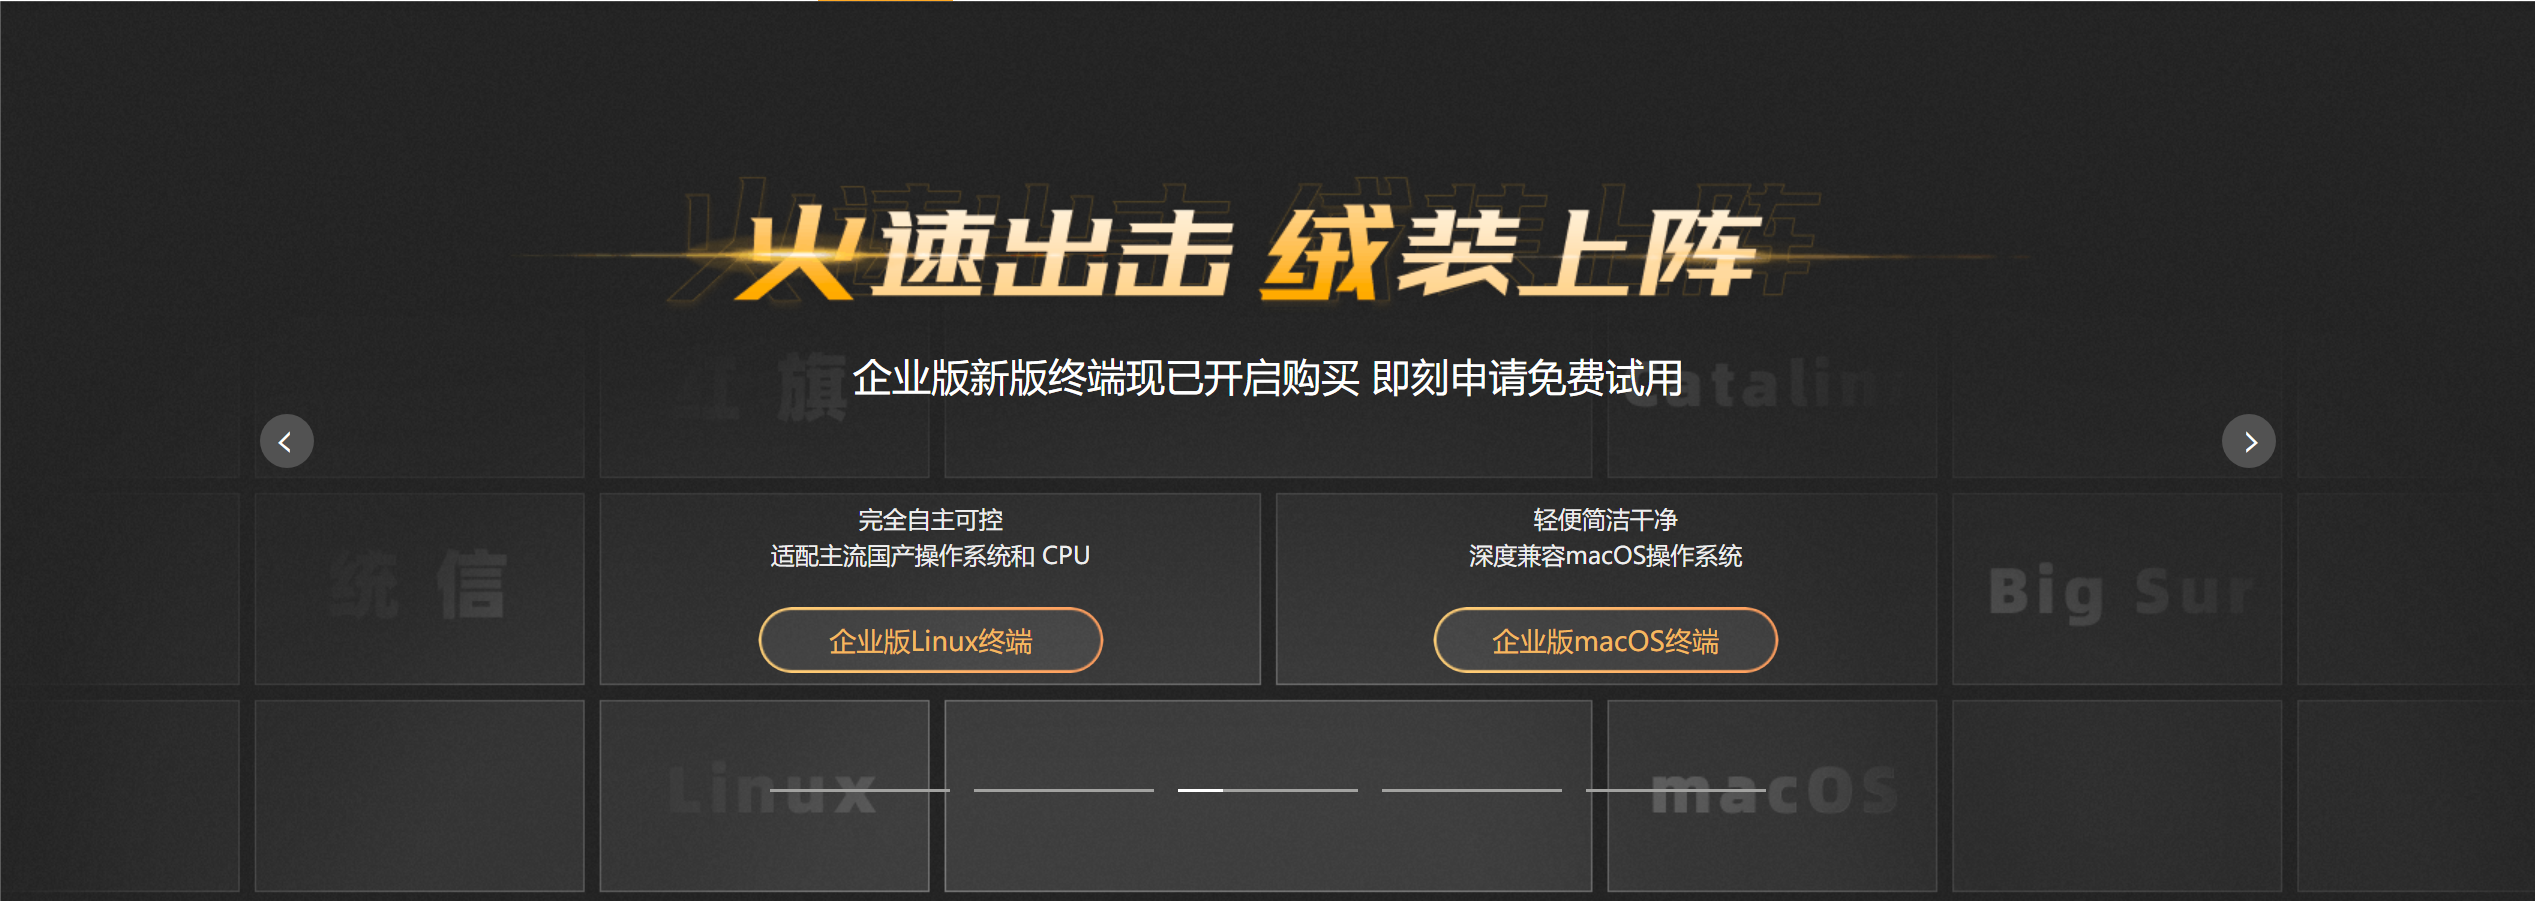 火速出击 绒装上阵
企业版新版终端现已开启购买 即刻申请免费试用
旗
Catalin
完全自主可控
适配主流国产操作系统和 CPU
企业版Linux终端
轻便简洁干净
深度兼容macOS操作系统
企业版macOS终端
统信
Big Sur
Linux
macOS